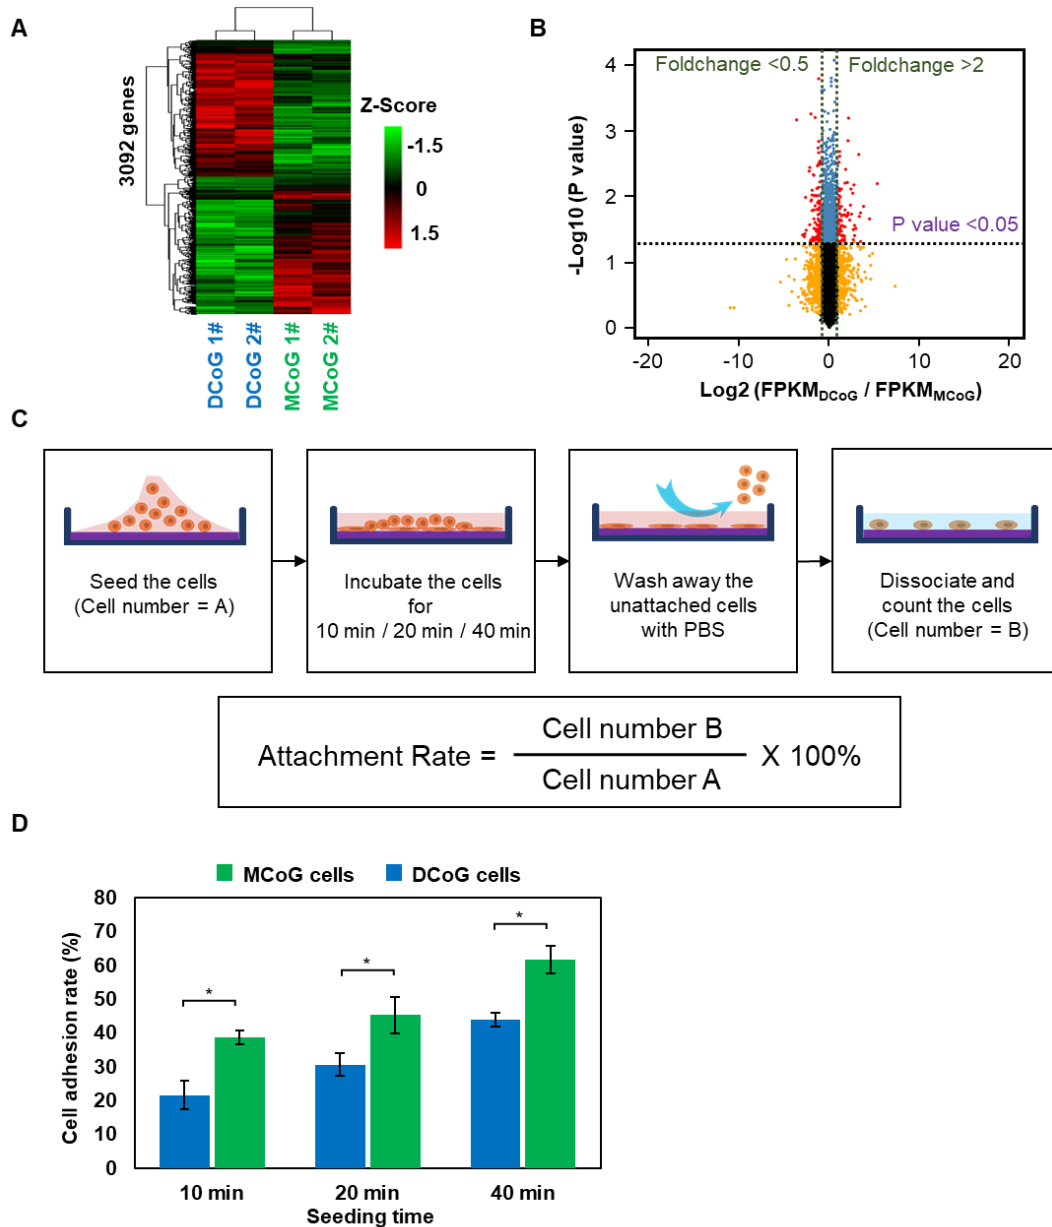 A
3092 genes
Z-Score
-1.5
0
1.5
DCoG 1#
DCoG 2#
MCoG 1#
MCoG 2#
B
Foldchange <0.5
Foldchange >2
P value <0.05
-Log10 (P value)
4
3
2
1
0
-20
-10
0
10
20
Log2 (FPKMDCoG / FPKMMCoG)
C
Seed the cells
(Cell number = A)
Incubate the cells
for
10 min / 20 min / 40 min
Wash away the
unattached cells
with PBS
Dissociate and
count the cells
(Cell number = B)
Attachment Rate =
Cell number B
Cell number A
X 100%
D
MCoG cells
DCoG cells
Cell adhesion rate (%)
80
70
60
50
40
30
20
10
0
*
*
*
10 min
20 min
40 min
Seeding time